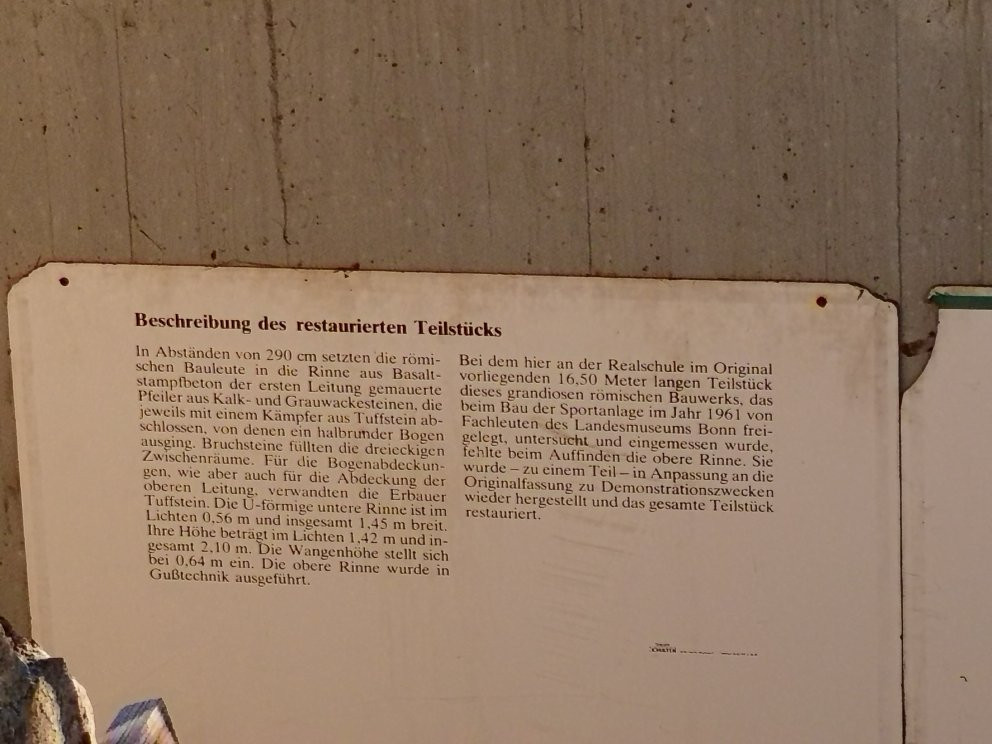 Beschreibung des restaurierten Teilstücks
In Abständen von 290 cm setzten die römi-
schen Bauleute in die Rinne aus Basalt-
stampfbeton der ersten Leitung gemauerte
Pfeiler aus Kalk- und Grauwackesteinen, die
jeweils mit einem Kämpfer aus Tuffstein ab-
schlossen, von denen ein halbrunder Bogen
ausging. Bruchsteine füllten die dreieckigen
Zwischenräume. Für die Bogenabdeckun-
gen, wie aber auch für die Abdeckung der
oberen Leitung, verwandten die Erbauer
Tuffstein. Die U-förmige untere Rinne ist im
Lichten 0,56 m und insgesamt 1,45 m breit.
Ihre Höhe beträgt im Lichten 1,42 m und in-
gesamt 2,10 m. Die Wangenhöhe stellt sich
bei 0,64 m ein. Die obere Rinne wurde in
Gußtechnik ausgeführt.
Bei dem hier an der Realschule im Original
vorliegenden 16,50 Meter langen Teilstück
dieses grandiosen römischen Bauwerks, das
beim Bau der Sportanlage im Jahr 1961 von
Fachleuten des Landesmuseums Bonn frei-
gelegt, untersucht und eingemessen wurde,
fehlte beim Auffinden die obere Rinne. Sie
wurde – zu einem Teil – in Anpassung an die
Originalfassung zu Demonstrationszwecken
wieder hergestellt und das gesamte Teilstück
restauriert.